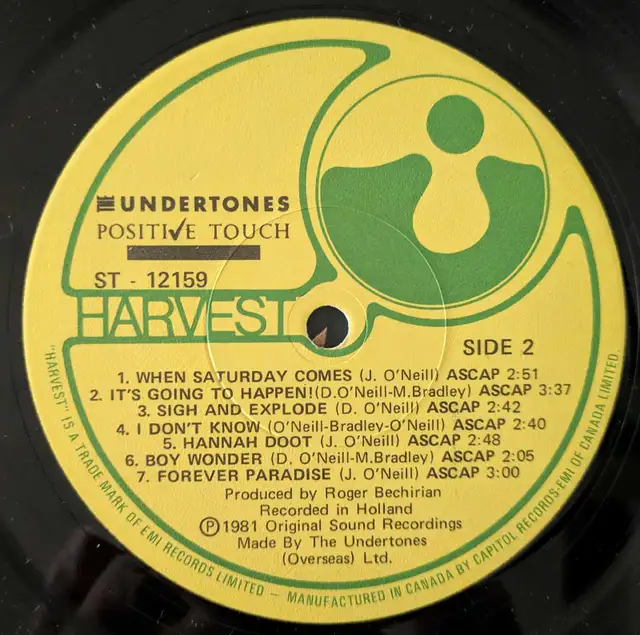 THE UNDERTONES
POSITIVE TOUCH
ST - 12159
HARVEST
SIDE 2
1. WHEN SATURDAY COMES (J. O'Neill) ASCAP 2:51
2. IT'S GOING TO HAPPEN!(D.O'Neill-M.Bradley) ASCAP 3:37
3. SIGH AND EXPLODE (D. O'Neill) ASCAP 2:42
4. I DON'T KNOW (O'Neill-Bradley-O'Neill) ASCAP 2:40
5. HANNAH DOOT (J. O'Neill) ASCAP 2:48
6. BOY WONDER (D. O'Neill-M.Bradley) ASCAP 2:05
7. FOREVER PARADISE (J. O'Neill) ASCAP 3:00
Produced by Roger Bechirian
Recorded in Holland
Ⓟ 1981 Original Sound Recordings
Made By The Undertones
(Overseas) Ltd.
"HARVEST" IS A TRADE MARK OF EMI RECORDS LIMITED — MANUFACTURED IN CANADA BY CAPITOL RECORDS-EMI OF CANADA LIMITED.